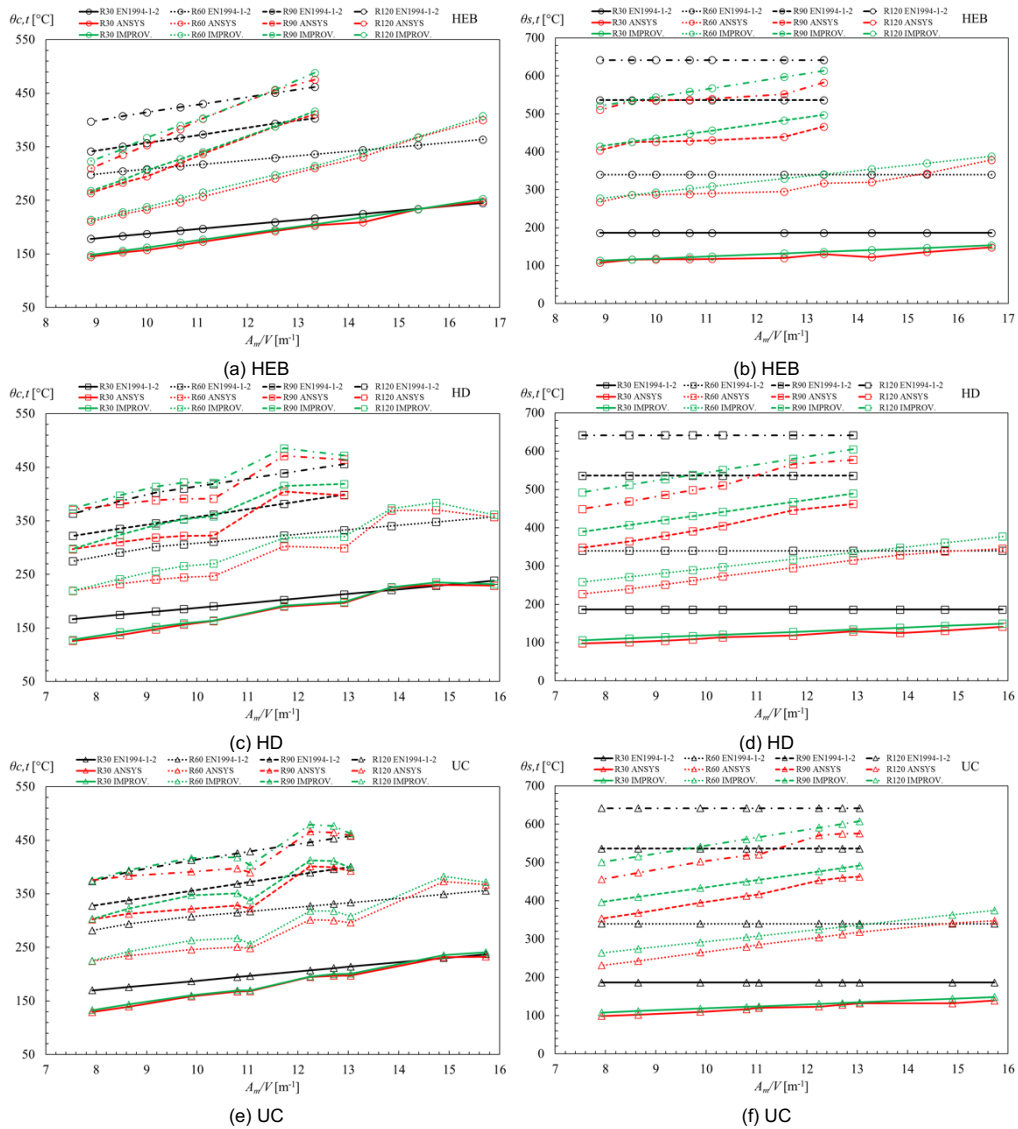 θc,t [°C]
R30 EN1994-1-2 R60 EN1994-1-2 R90 EN1994-1-2 R120 EN1994-1-2
R30 ANSYS R60 ANSYS R90 ANSYS R120 ANSYS
R30 IMPROV. R60 IMPROV. R90 IMPROV. R120 IMPROV.
HEB
550
450
350
250
150
50
8 9 10 11 12 13 14 15 16 17
Am/V [m-1]
(a) HEB
θs,t [°C]
R30 EN1994-1-2 R60 EN1994-1-2 R90 EN1994-1-2 R120 EN1994-1-2
R30 ANSYS R60 ANSYS R90 ANSYS R120 ANSYS
R30 IMPROV. R60 IMPROV. R90 IMPROV. R120 IMPROV.
HEB
700
600
500
400
300
200
100
0
8 9 10 11 12 13 14 15 16 17
Am/V [m-1]
(b) HEB
θc,t [°C]
R30 EN1994-1-2 R60 EN1994-1-2 R90 EN1994-1-2 R120 EN1994-1-2
R30 ANSYS R60 ANSYS R90 ANSYS R120 ANSYS
R30 IMPROV. R60 IMPROV. R90 IMPROV. R120 IMPROV.
HD
550
450
350
250
150
50
7 8 9 10 11 12 13 14 15 16
Am/V [m-1]
(c) HD
θs,t [°C]
R30 EN1994-1-2 R60 EN1994-1-2 R90 EN1994-1-2 R120 EN1994-1-2
R30 ANSYS R60 ANSYS R90 ANSYS R120 ANSYS
R30 IMPROV. R60 IMPROV. R90 IMPROV. R120 IMPROV.
HD
700
600
500
400
300
200
100
0
7 8 9 10 11 12 13 14 15 16
Am/V [m-1]
(d) HD
θc,t [°C]
R30 EN1994-1-2 R60 EN1994-1-2 R90 EN1994-1-2 R120 EN1994-1-2
R30 ANSYS R60 ANSYS R90 ANSYS R120 ANSYS
R30 IMPROV. R60 IMPROV. R90 IMPROV. R120 IMPROV.
UC
550
450
350
250
150
50
7 8 9 10 11 12 13 14 15 16
Am/V [m-1]
(e) UC
θs,t [°C]
R30 EN1994-1-2 R60 EN1994-1-2 R90 EN1994-1-2 R120 EN1994-1-2
R30 ANSYS R60 ANSYS R90 ANSYS R120 ANSYS
R30 IMPROV. R60 IMPROV. R90 IMPROV. R120 IMPROV.
UC
700
600
500
400
300
200
100
0
7 8 9 10 11 12 13 14 15 16
Am/V [m-1]
(f) UC